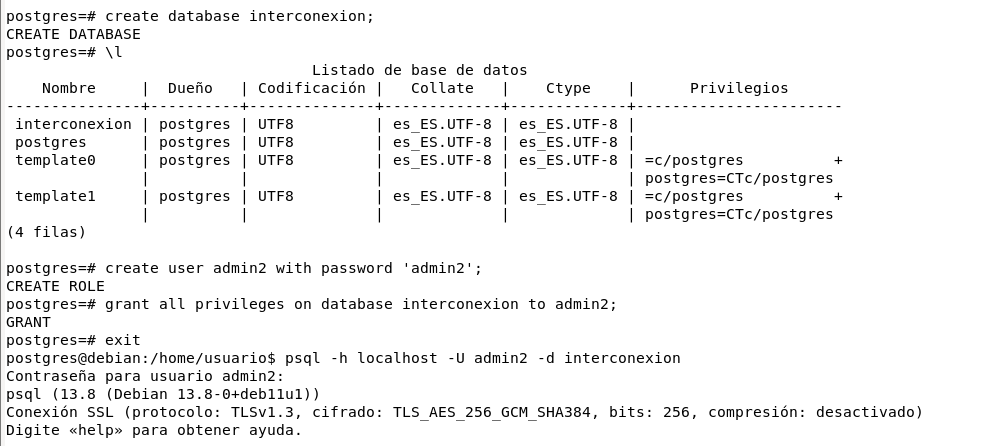 postgres=# create database interconexion;
CREATE DATABASE
postgres=# \l
                                  Listado de base de datos
    Nombre     |  Dueño   | Codificación |   Collate   |    Ctype    |      Privilegios
---------------+----------+--------------+-------------+-------------+-----------------------
 interconexion | postgres | UTF8         | es_ES.UTF-8 | es_ES.UTF-8 |
 postgres      | postgres | UTF8         | es_ES.UTF-8 | es_ES.UTF-8 |
 template0     | postgres | UTF8         | es_ES.UTF-8 | es_ES.UTF-8 | =c/postgres          +
               |          |              |             |             | postgres=CTc/postgres
 template1     | postgres | UTF8         | es_ES.UTF-8 | es_ES.UTF-8 | =c/postgres          +
               |          |              |             |             | postgres=CTc/postgres
(4 filas)

postgres=# create user admin2 with password 'admin2';
CREATE ROLE
postgres=# grant all privileges on database interconexion to admin2;
GRANT
postgres=# exit
postgres@debian:/home/usuario$ psql -h localhost -U admin2 -d interconexion
Contraseña para usuario admin2:
psql (13.8 (Debian 13.8-0+deb11u1))
Conexión SSL (protocolo: TLSv1.3, cifrado: TLS_AES_256_GCM_SHA384, bits: 256, compresión: desactivado)
Digite «help» para obtener ayuda.